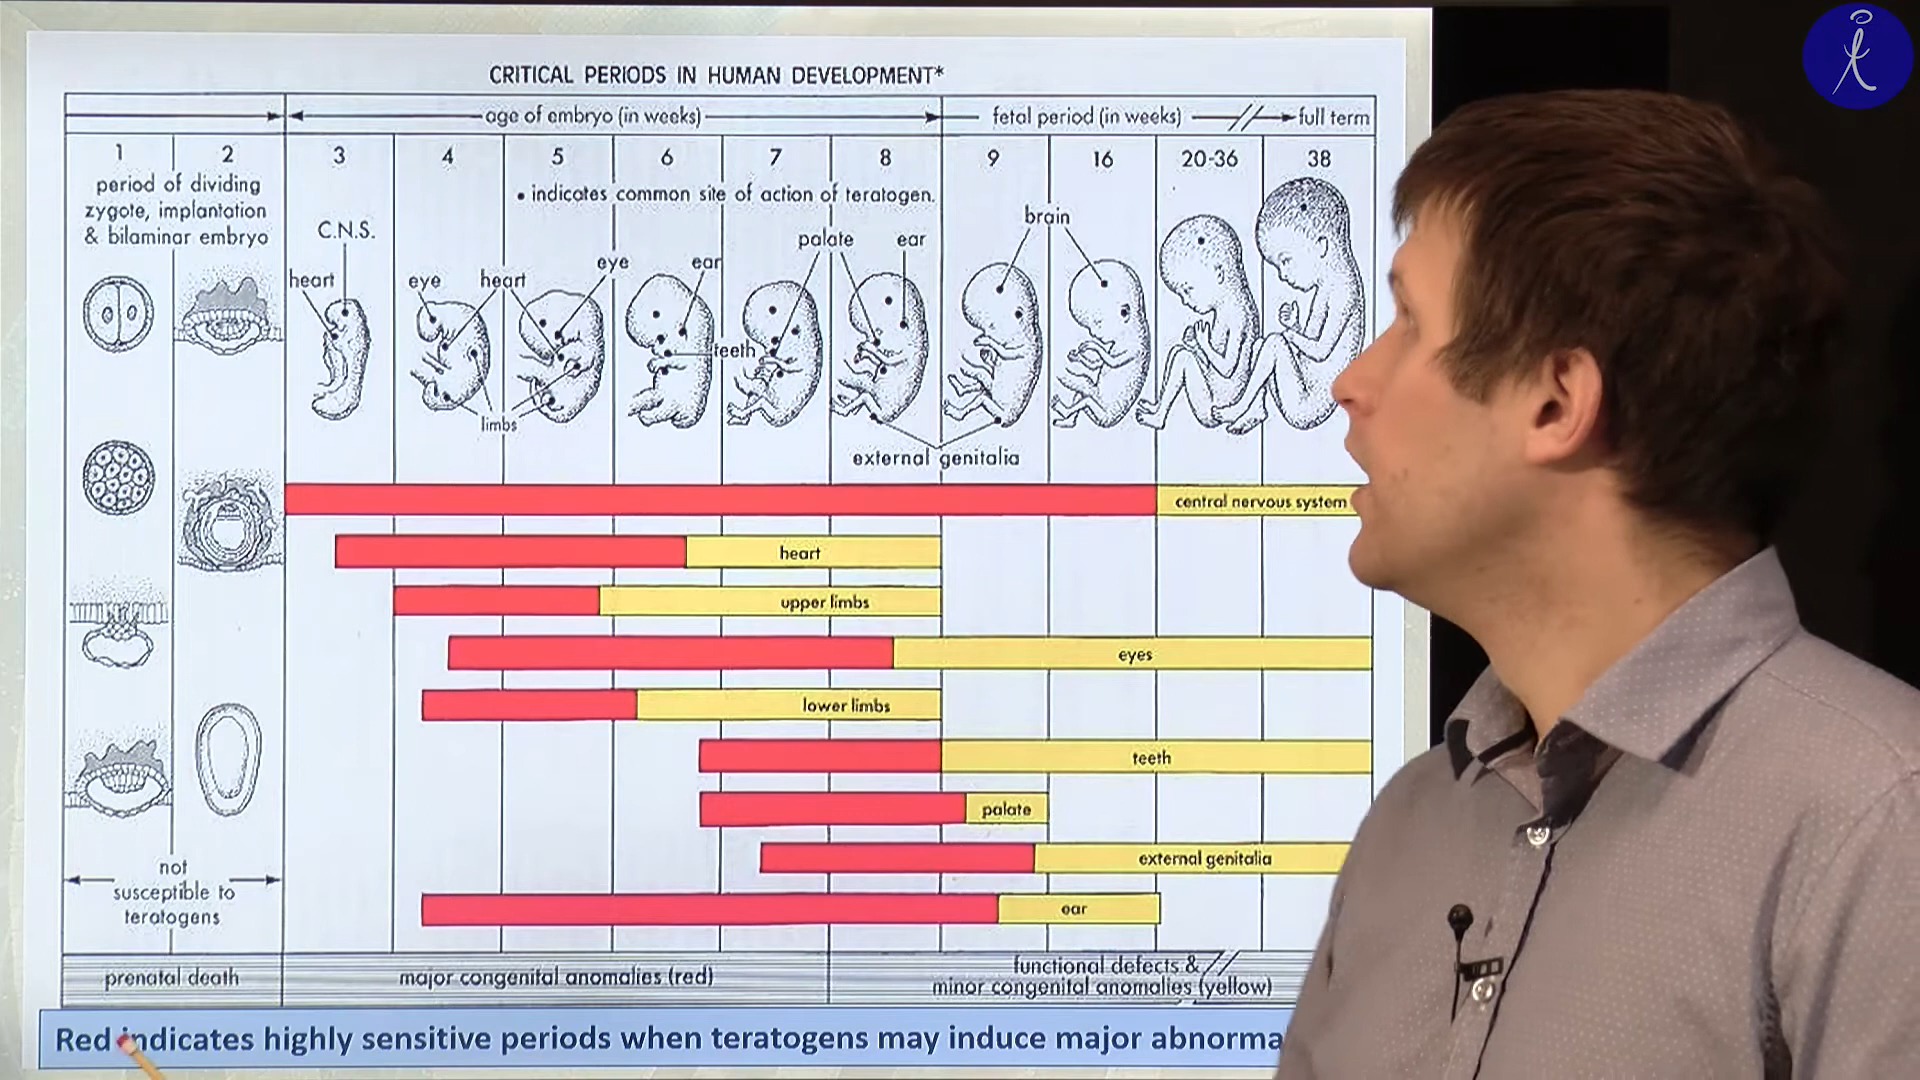 CRITICAL PERIODS IN HUMAN DEVELOPMENT*
age of embryo (in weeks)
fetal period (in weeks)
full term
1
2
3
4
5
6
7
8
9
16
20-36
38
period of dividing
zygote, implantation
& bilaminar embryo
• indicates common site of action of teratogen.
C.N.S.
heart
eye
heart
eye
ear
palate
ear
brain
teeth
limbs
external genitalia
central nervous system
heart
upper limbs
eyes
lower limbs
teeth
palate
external genitalia
ear
not
susceptible to
teratogens
prenatal death
major congenital anomalies (red)
functional defects &
minor congenital anomalies (yellow)
Red indicates highly sensitive periods when teratogens may induce major